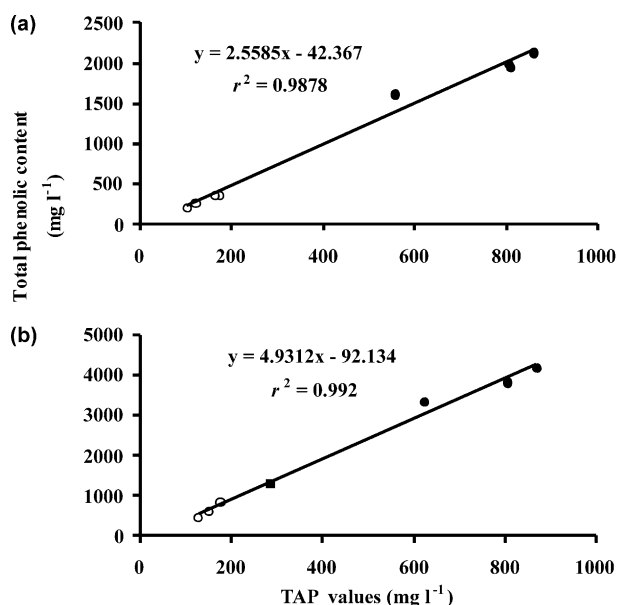 (a)
2500
2000
1500
1000
500
0
y = 2.5585x - 42.367
r² = 0.9878
0 200 400 600 800 1000
Total phenolic content
(mg l⁻¹)
(b)
5000
4000
3000
2000
1000
0
y = 4.9312x - 92.134
r² = 0.992
0 200 400 600 800 1000
TAP values (mg l⁻¹)